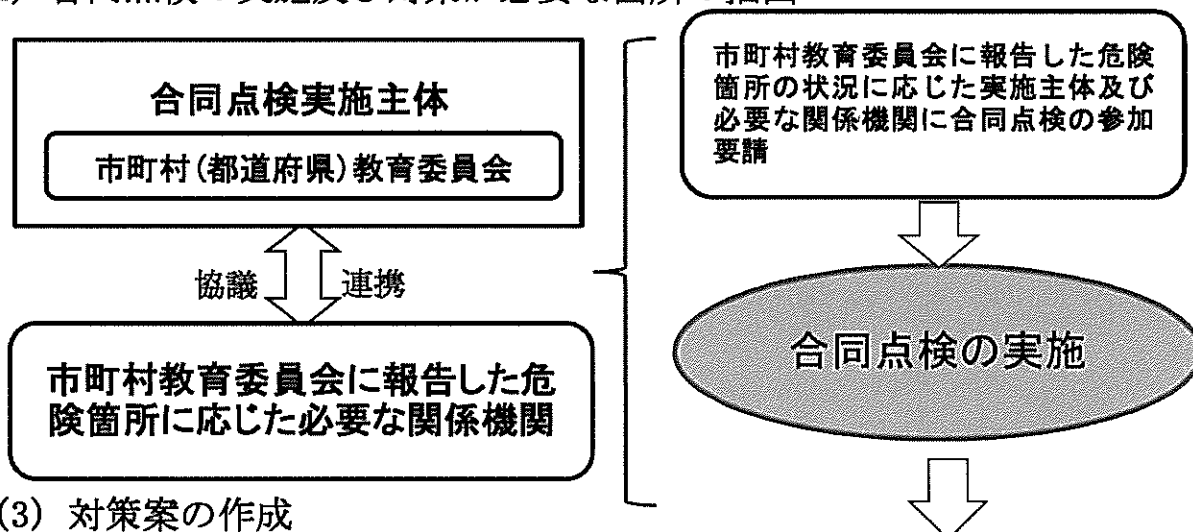 合同点検実施主体
市町村(都道府県)教育委員会
協議
連携
市町村教育委員会に報告した危
険箇所に応じた必要な関係機関
市町村教育委員会に報告した危険
箇所の状況に応じた実施主体及び
必要な関係機関に合同点検の参加
要請
合同点検の実施
(3) 対策案の作成